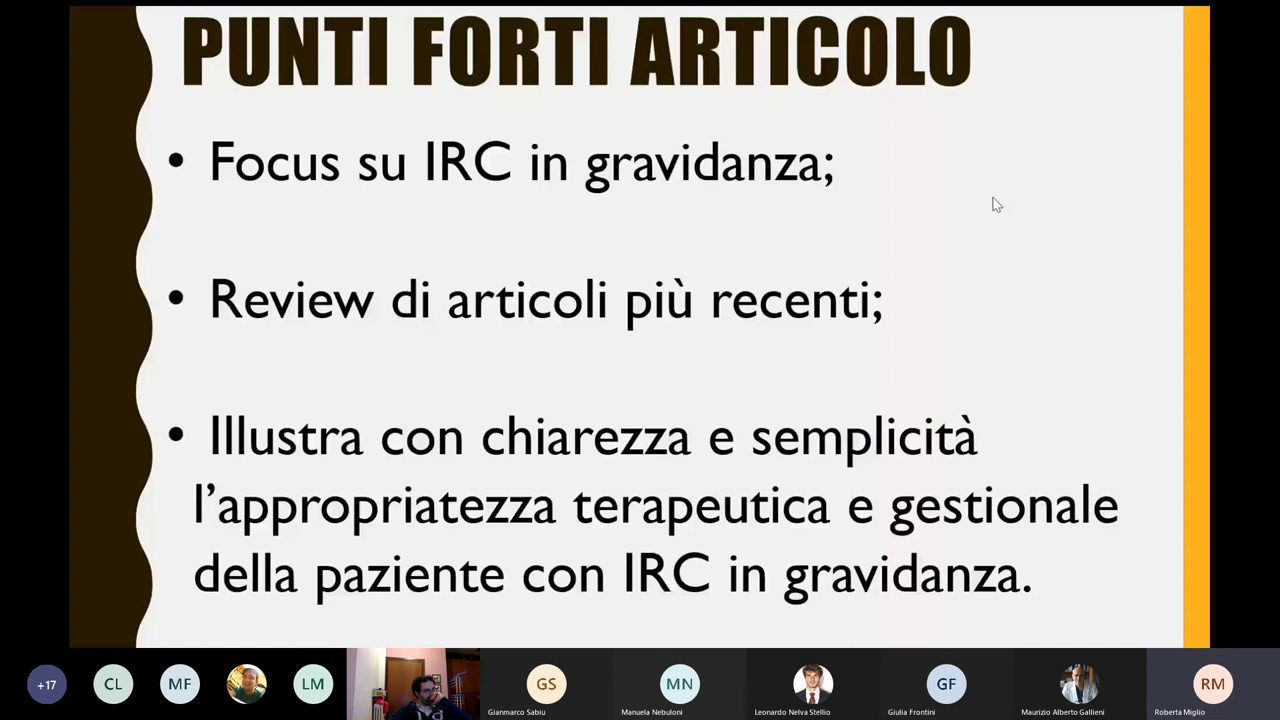 PUNTI FORTI ARTICOLO
• Focus su IRC in gravidanza;
• Review di articoli più recenti;
• Illustra con chiarezza e semplicità
l’appropriatezza terapeutica e gestionale
della paziente con IRC in gravidanza.
+17 CL MF LM GS MN GF RM
Gianmarco Sabiu Manuela Nebuloni Leonardo Nelva Stellio Giulia Frontini Maurizio Alberto Gallieni Roberta Miglio